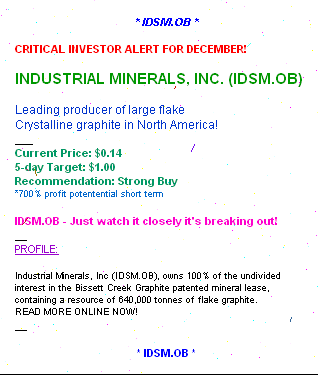 * IDSM.OB *
CRITICAL INVESTOR ALERT FOR DECEMBER!
INDUSTRIAL MINERALS, INC. (IDSM.OB)
Leading producer of large flake
Crystalline graphite in North America!
Current Price: $0.14
5-day Target: $1.00
Recommendation: Strong Buy
*700% profit potentential short term
IDSM.OB - Just watch it closely it's breaking out!
PROFILE:
Industrial Minerals, Inc (IDSM.OB), owns 100% of the undivided
interest in the Bissett Creek Graphite patented mineral lease,
containing a resource of 640,000 tonnes of flake graphite.
READ MORE ONLINE NOW!
* IDSM.OB *